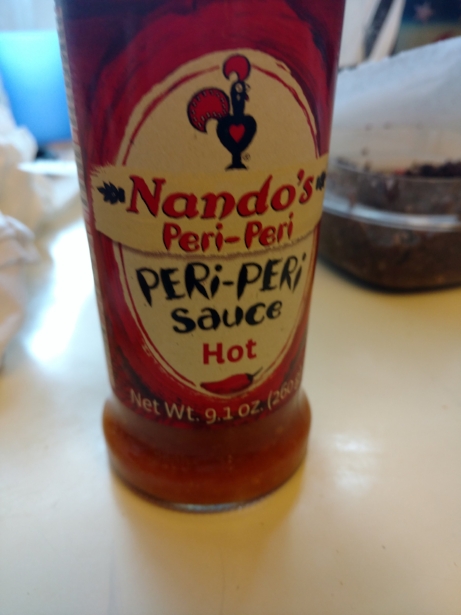 Nando's
Peri-Peri
PERi-PERi
sauce
Hot
Net Wt. 9.1 oz. (260